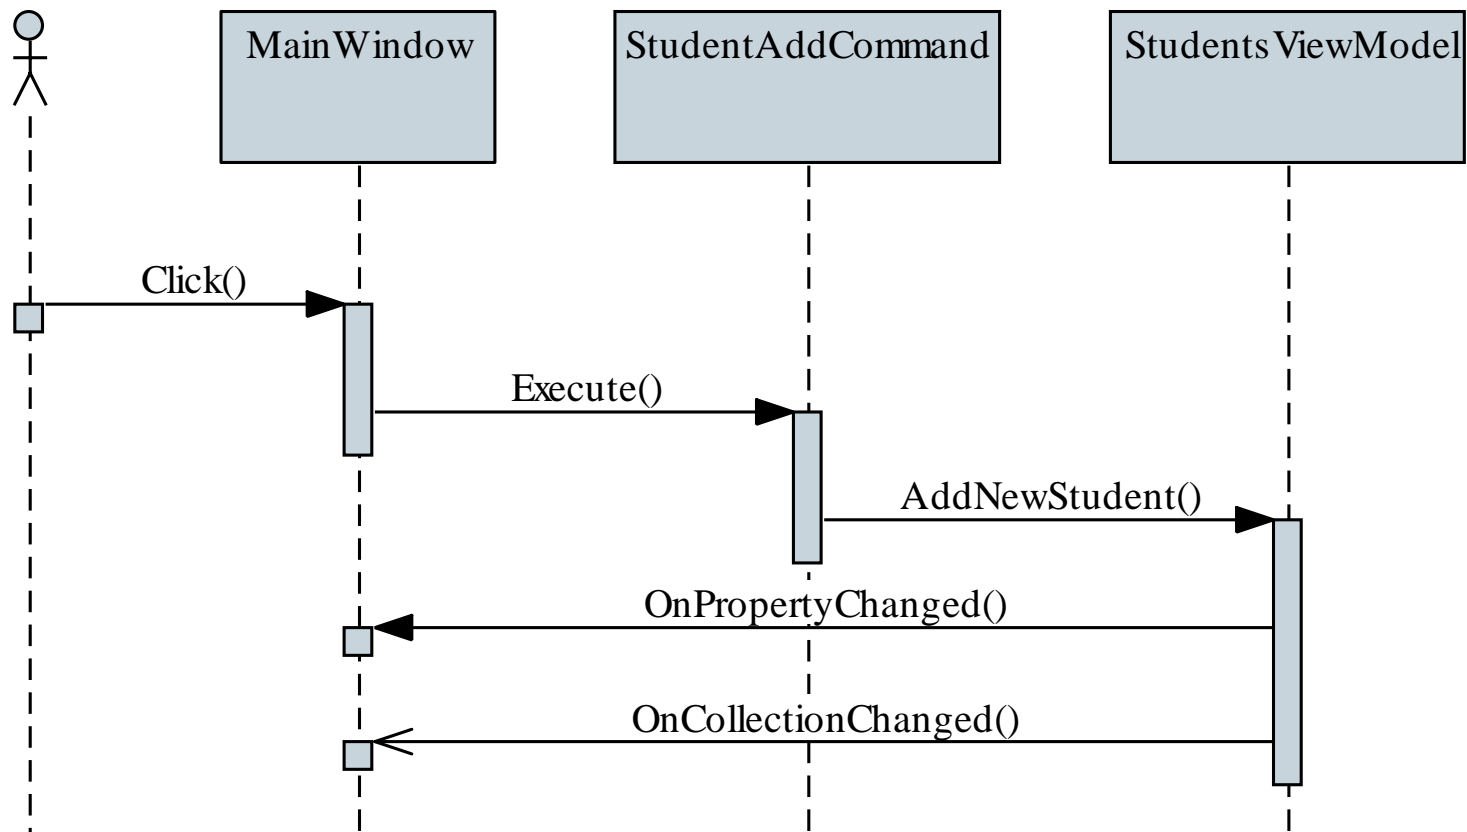 MainWindow
StudentAddCommand
StudentsViewModel
Click()
Execute()
AddNewStudent()
OnPropertyChanged()
OnCollectionChanged()